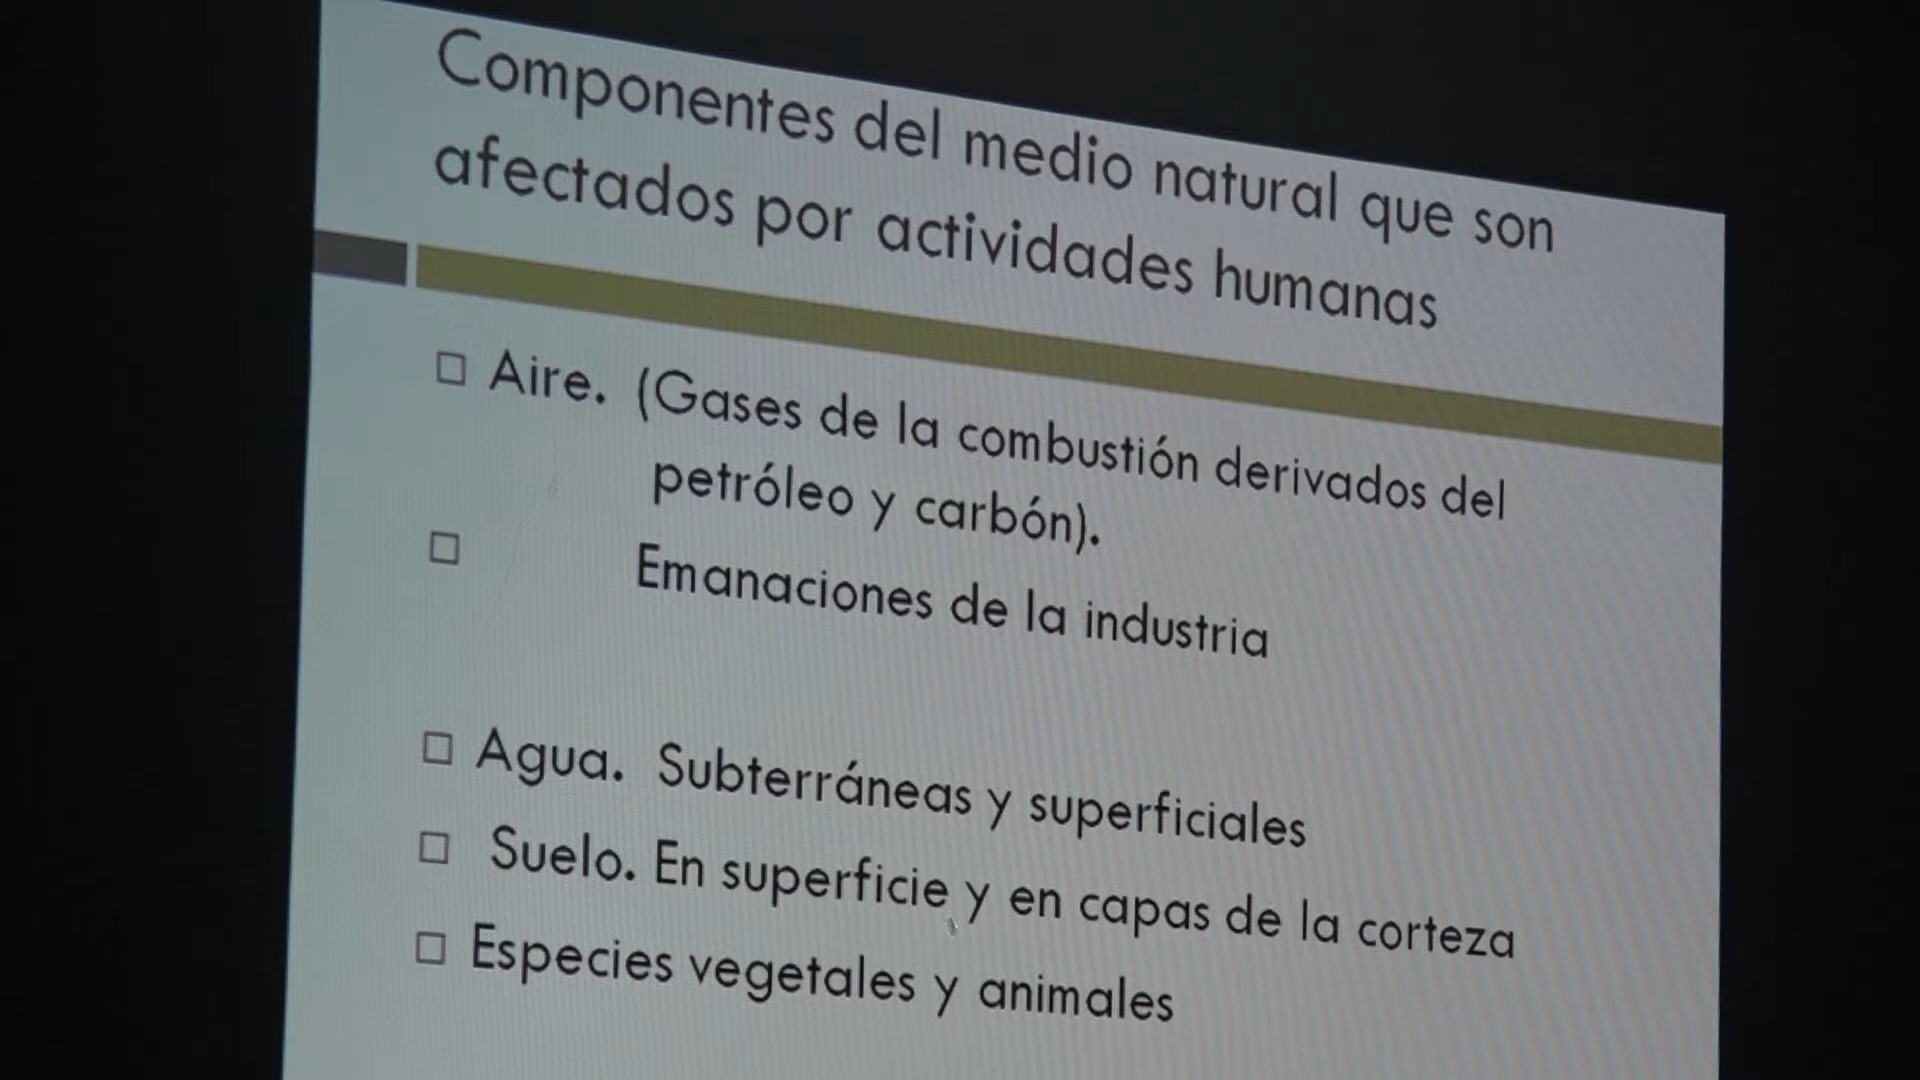 Componentes del medio natural que son
afectados por actividades humanas
Aire. (Gases de la combustión derivados del
petróleo y carbón).
Emanaciones de la industria
Agua. Subterráneas y superficiales
Suelo. En superficie y en capas de la corteza
Especies vegetales y animales